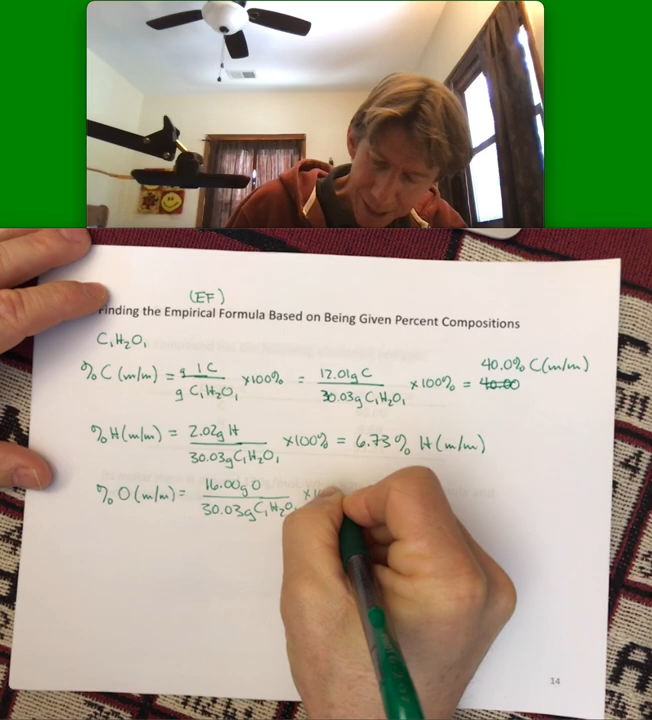 (EF)
Finding the Empirical Formula Based on Being Given Percent Compositions
C₁H₂O₁
% C (m/m) = g 1 C / g C₁H₂O₁ x100% = 12.01g C / 30.03g C₁H₂O₁ x100% = 40.00 40.0% C(m/m)
% H (m/m) = 2.02g H / 30.03g C₁H₂O₁ x100% = 6.73% H (m/m)
% O (m/m) = 16.00g O / 30.03g C₁H₂O₁ x1
14